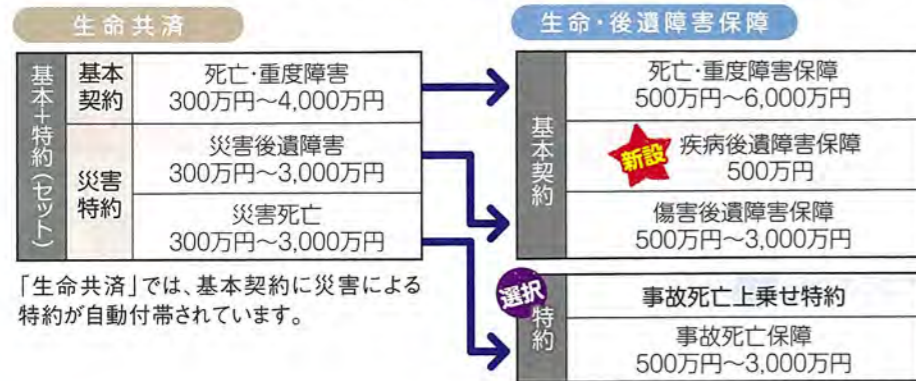 生命共済
基本+特約(セット)
基本
契約
死亡・重度障害
300万円～4,000万円
災害
特約
災害後遺障害
300万円～3,000万円
災害死亡
300万円～3,000万円
「生命共済」では、基本契約に災害による
特約が自動付帯されています。
生命・後遺障害保障
基本契約
死亡・重度障害保障
500万円～6,000万円
新設
疾病後遺障害保障
500万円
傷害後遺障害保障
500万円～3,000万円
選択
特約
事故死亡上乗せ特約
事故死亡保障
500万円～3,000万円